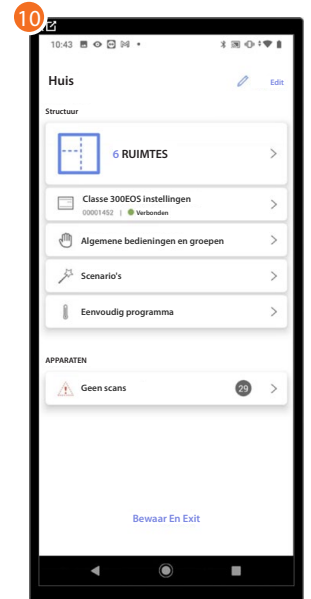 10
10:43
Huis
Edit
Structuur
6 RUIMTES
Classe 300EOS instellingen
00001452 | Verbonden
Algemene bedieningen en groepen
Scenario's
Eenvoudig programma
APPARATEN
Geen scans 29
Bewaar En Exit